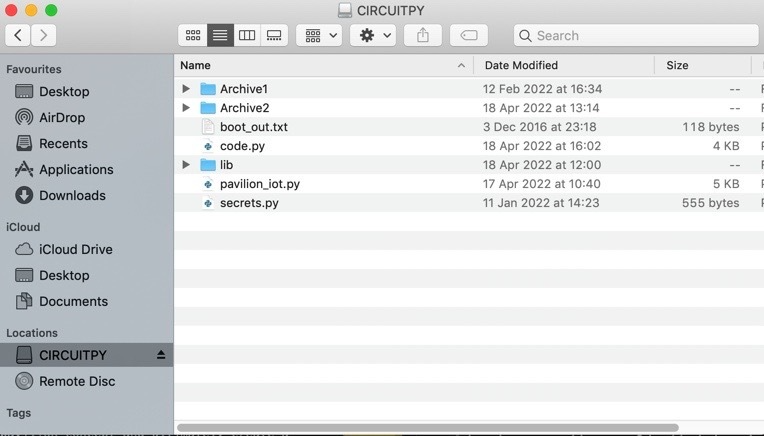 CIRCUITPY
Search
Favourites
Desktop
AirDrop
Recents
Applications
Downloads
iCloud
iCloud Drive
Desktop
Documents
Locations
CIRCUITPY
Remote Disc
Tags
Name Date Modified Size
Archive1 12 Feb 2022 at 16:34 --
Archive2 18 Apr 2022 at 13:14 --
boot_out.txt 3 Dec 2016 at 23:18 118 bytes
code.py 18 Apr 2022 at 16:02 4 KB
lib 18 Apr 2022 at 12:00 --
pavilion_iot.py 17 Apr 2022 at 10:40 5 KB
secrets.py 11 Jan 2022 at 14:23 555 bytes